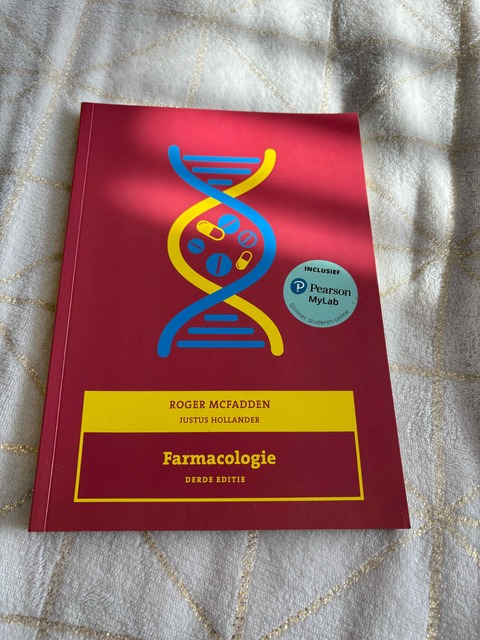 INCLUSIEF
Pearson
MyLab
Slimmer studeren online
ROGER MCFADDEN
JUSTUS HOLLANDER
Farmacologie
DERDE EDITIE